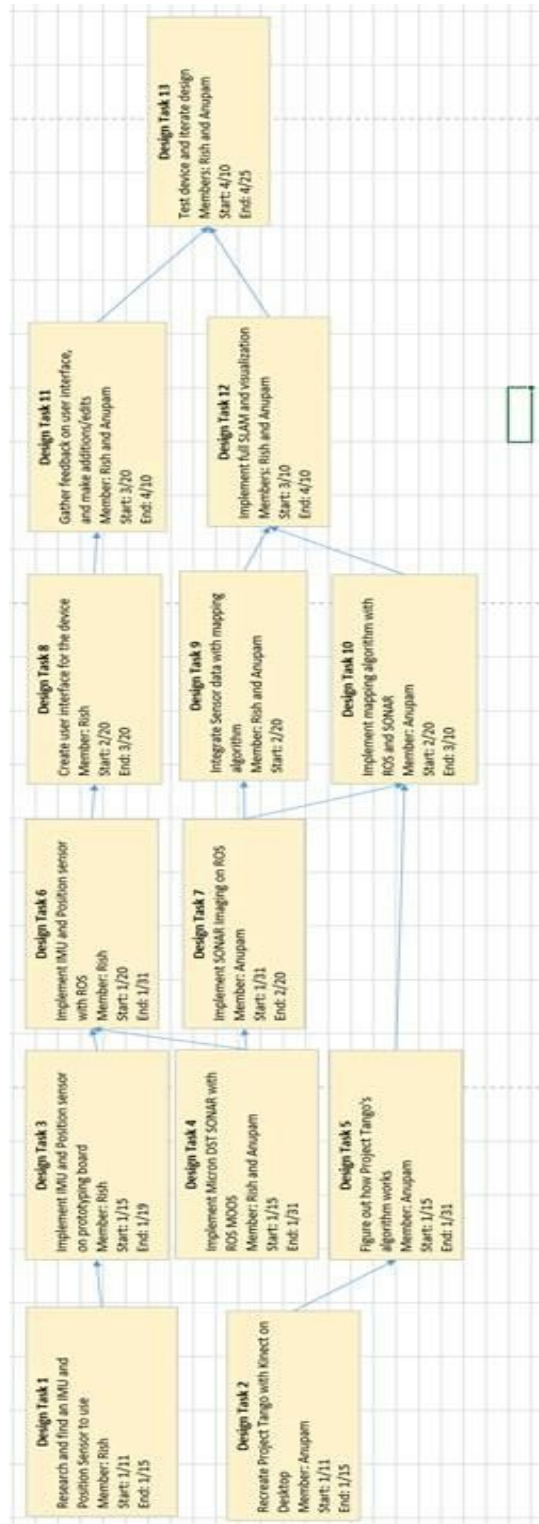 Design Task 1
Research and find an IMU and
Position Sensor to use
Member: Rish
Start: 1/11
End: 1/15
Design Task 2
Recreate Project Tango with Kinect on
Desktop
Member: Anupam
Start: 1/11
End: 1/15
Design Task 3
Implement IMU and Position sensor
on prototyping board
Member: Rish
Start: 1/15
End: 1/19
Design Task 4
Implement Micron DST SONAR with
ROS MOOS
Member: Rish and Anupam
Start: 1/15
End: 1/31
Design Task 5
Figure out how Project Tango's
algorithm works
Member: Anupam
Start: 1/15
End: 1/31
Design Task 6
Implement IMU and Position sensor
with ROS
Member: Rish
Start: 1/20
End: 1/31
Design Task 7
Implement SONAR Imaging on ROS
Member: Anupam
Start: 1/31
End: 2/20
Design Task 8
Create user interface for the device
Member: Rish
Start: 2/20
End: 3/20
Design Task 9
Integrate Sensor data with mapping
algorithm
Member: Rish and Anupam
Start: 2/20
Design Task 10
Implement mapping algorithm with
ROS and SONAR
Member: Anupam
Start: 2/20
End: 3/10
Design Task 11
Gather feedback on user interface,
and make additions/edits
Member: Rish and Anupam
Start: 3/20
End: 4/10
Design Task 12
Implement full SLAM and visualization
Members: Rish and Anupam
Start: 3/10
End: 4/10
Design Task 13
Test device and iterate design
Members: Rish and Anupam
Start: 4/10
End: 4/25